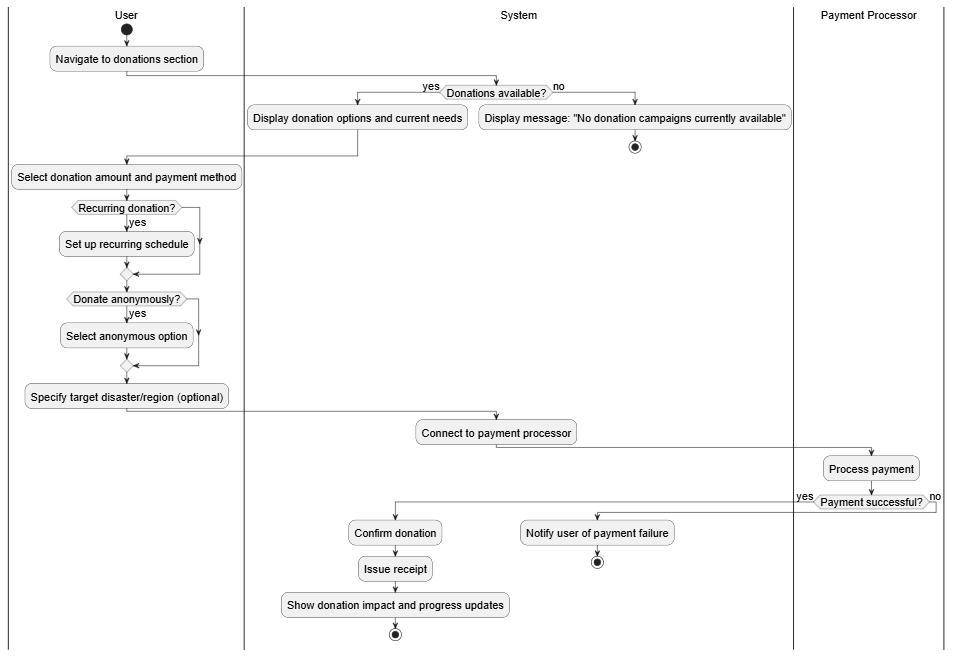 User
System
Payment Processor
Navigate to donations section
yes
Donations available?
no
Display donation options and current needs
Display message: "No donation campaigns currently available"
Select donation amount and payment method
Recurring donation?
yes
Set up recurring schedule
Donate anonymously?
yes
Select anonymous option
Specify target disaster/region (optional)
Connect to payment processor
Process payment
yes
Payment successful?
no
Confirm donation
Notify user of payment failure
Issue receipt
Show donation impact and progress updates